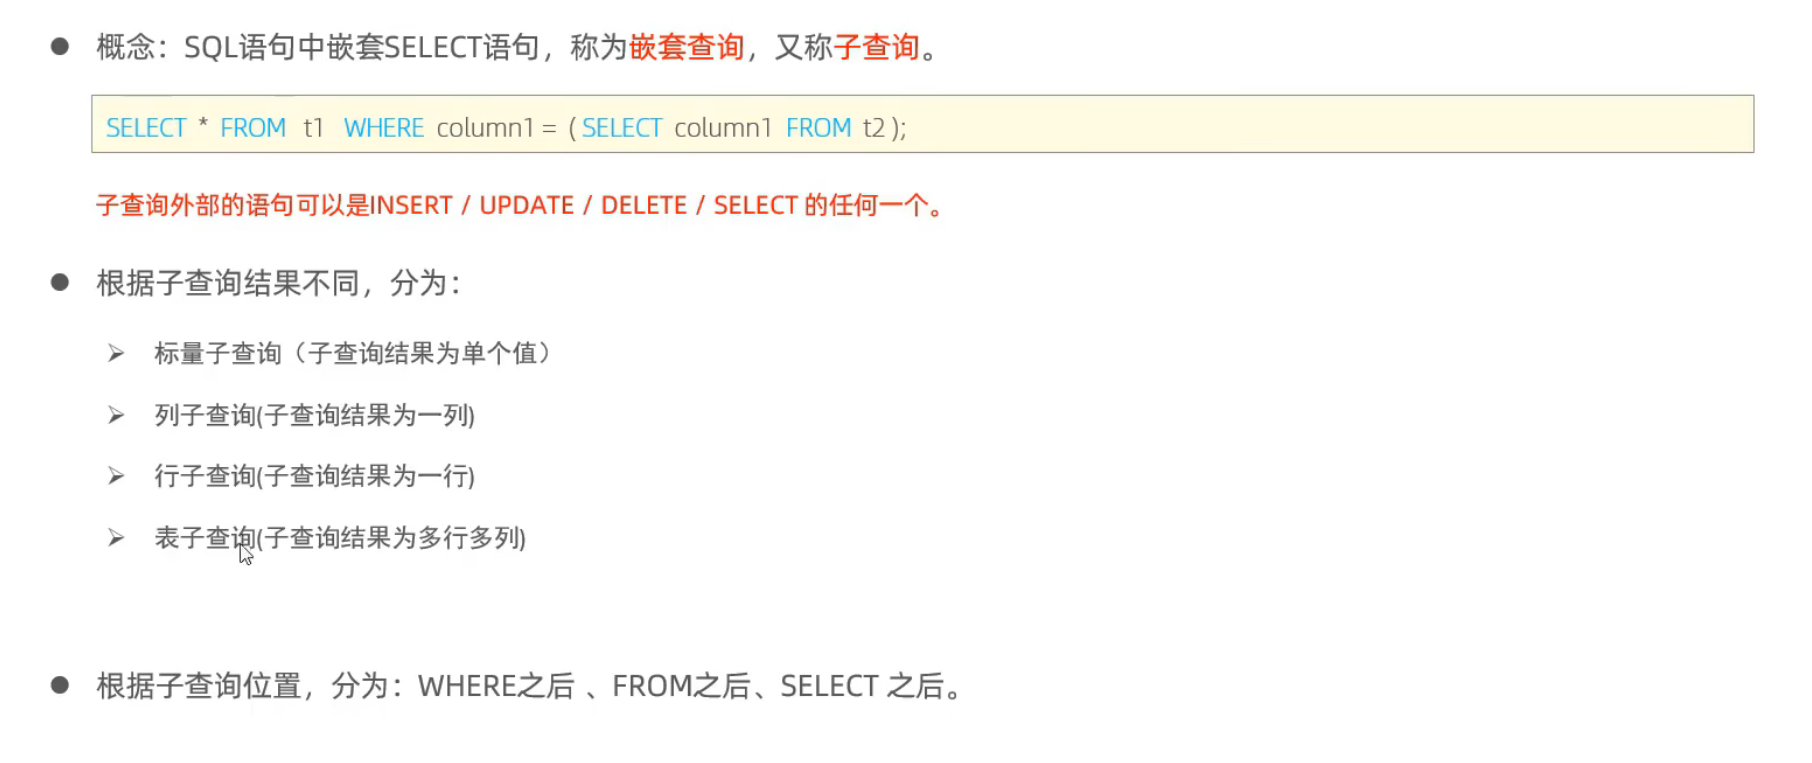 概念：SQL语句中嵌套SELECT语句，称为嵌套查询，又称子查询。
SELECT * FROM t1 WHERE column1 = ( SELECT column1 FROM t2 );
子查询外部的语句可以是INSERT / UPDATE / DELETE / SELECT 的任何一个。
根据子查询结果不同，分为：
标量子查询（子查询结果为单个值）
列子查询(子查询结果为一列)
行子查询(子查询结果为一行)
表子查询(子查询结果为多行多列)
根据子查询位置，分为：WHERE之后 、FROM之后、SELECT 之后。